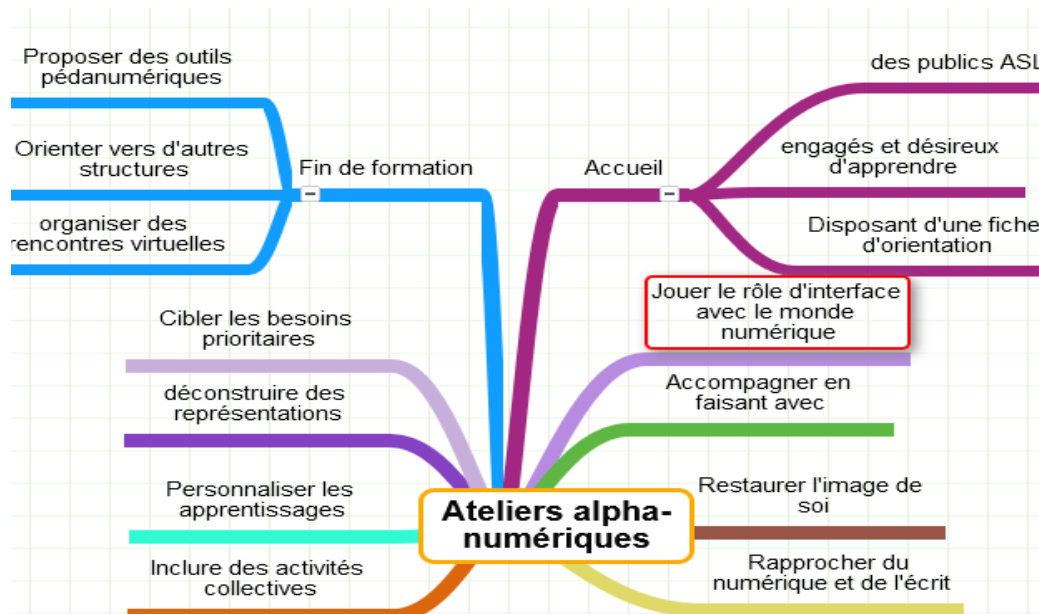 Proposer des outils
pédanumériques
Orienter vers d'autres
structures
organiser des
rencontres virtuelles
Fin de formation
Accueil
des publics ASL
engagés et désireux
d'apprendre
Disposant d'une fiche
d'orientation
Jouer le rôle d'interface
avec le monde
numérique
Cibler les besoins
prioritaires
Accompagner en
faisant avec
déconstruire des
représentations
Personnaliser les
apprentissages
Ateliers alpha-
numériques
Restaurer l'image de
soi
Inclure des activités
collectives
Rapprocher du
numérique et de l'écrit